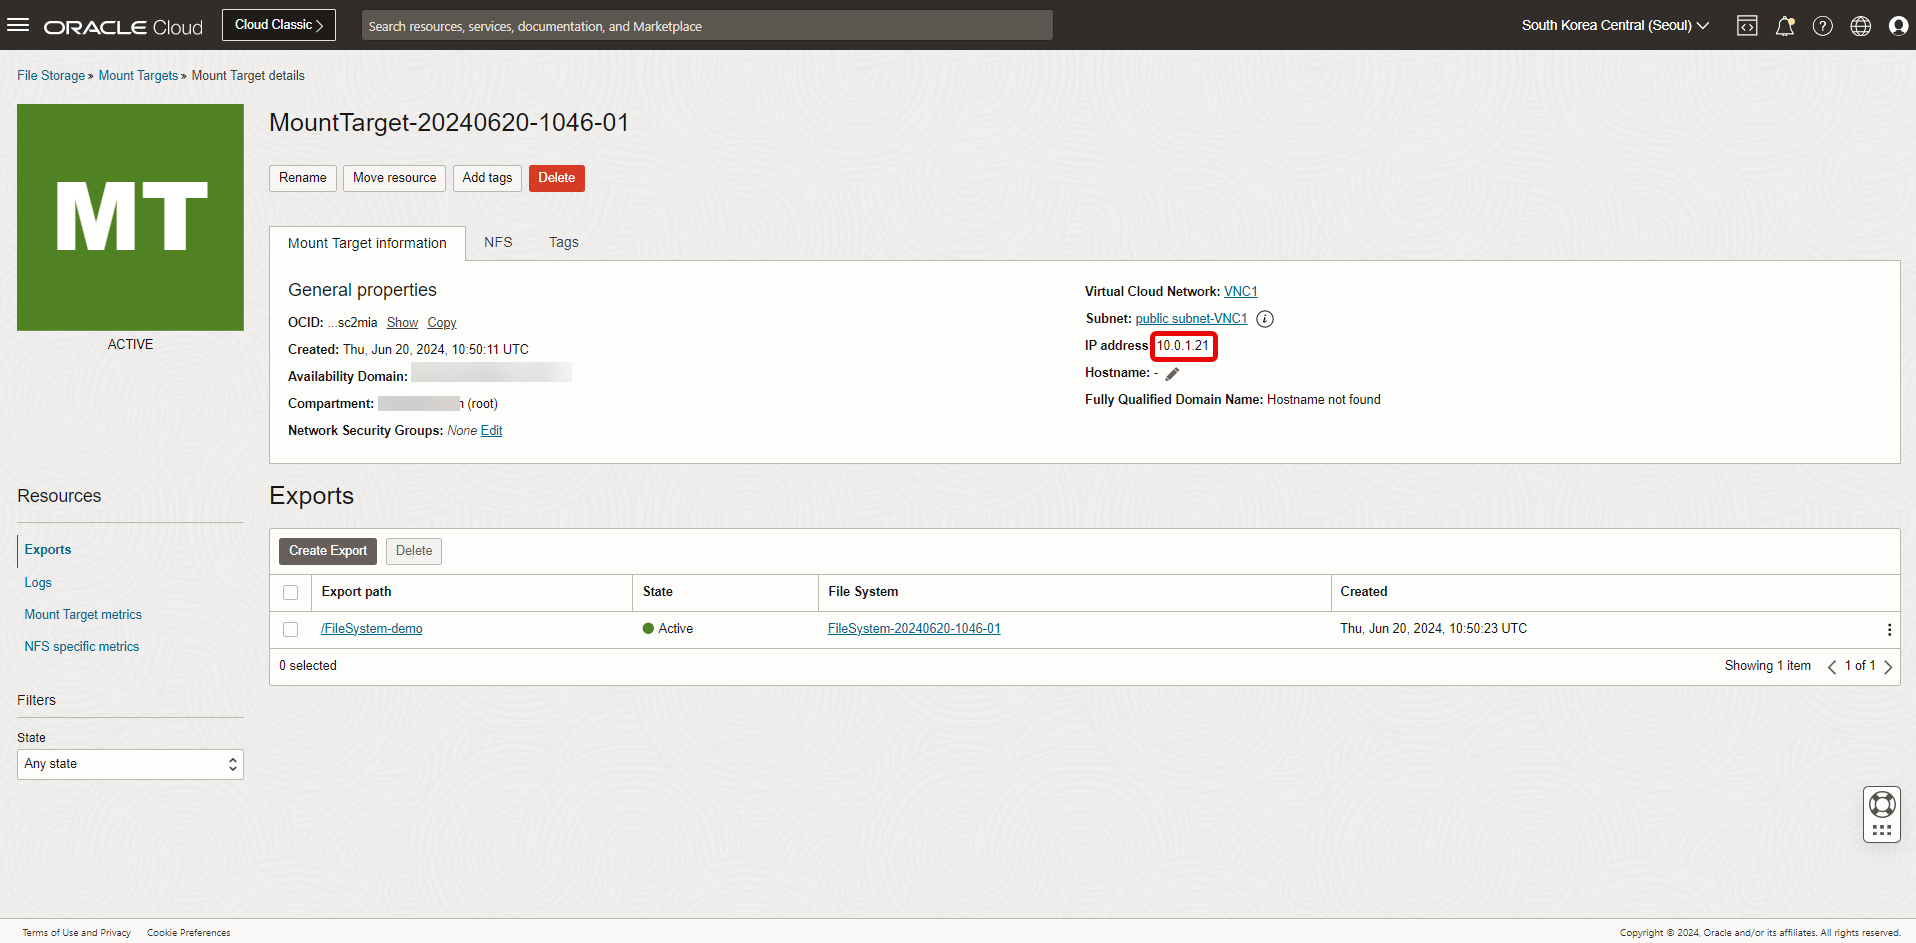 ORACLE Cloud
Cloud Classic
Search resources, services, documentation, and Marketplace
South Korea Central (Seoul)
File Storage » Mount Targets » Mount Target details
MT
ACTIVE
MountTarget-20240620-1046-01
Rename
Move resource
Add tags
Delete
Mount Target information
NFS
Tags
General properties
OCID: ...sc2mia Show Copy
Created: Thu, Jun 20, 2024, 10:50:11 UTC
Availability Domain:
Compartment: (root)
Network Security Groups: None Edit
Virtual Cloud Network: VNC1
Subnet: public subnet-VNC1
IP address: 10.0.1.21
Hostname: -
Fully Qualified Domain Name: Hostname not found
Resources
Exports
Logs
Mount Target metrics
NFS specific metrics
Filters
State
Any state
Exports
Create Export
Delete
Export path State File System Created
/FileSystem-demo Active FileSystem-20240620-1046-01 Thu, Jun 20, 2024, 10:50:23 UTC
0 selected
Showing 1 item
1 of 1
Terms of Use and Privacy
Cookie Preferences
Copyright © 2024, Oracle and/or its affiliates. All rights reserved.